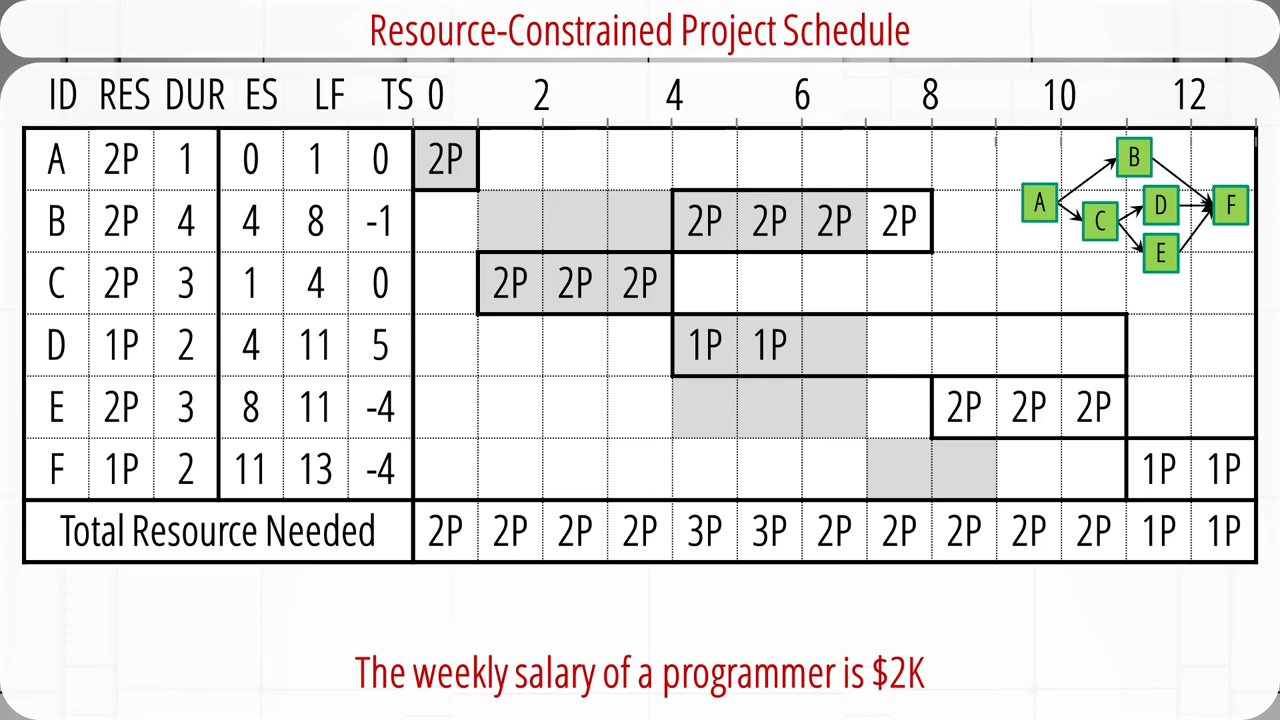 Resource-Constrained Project Schedule
ID RES DUR ES LF TS 0 2 4 6 8 10 12
A 2P 1 0 1 0 2P
B 2P 4 4 8 -1 2P 2P 2P 2P
C 2P 3 1 4 0 2P 2P 2P
D 1P 2 4 11 5 1P 1P
E 2P 3 8 11 -4 2P 2P 2P
F 1P 2 11 13 -4 1P 1P
Total Resource Needed 2P 2P 2P 2P 3P 3P 2P 2P 2P 2P 2P 1P 1P
B
A C D F
E
The weekly salary of a programmer is $2K